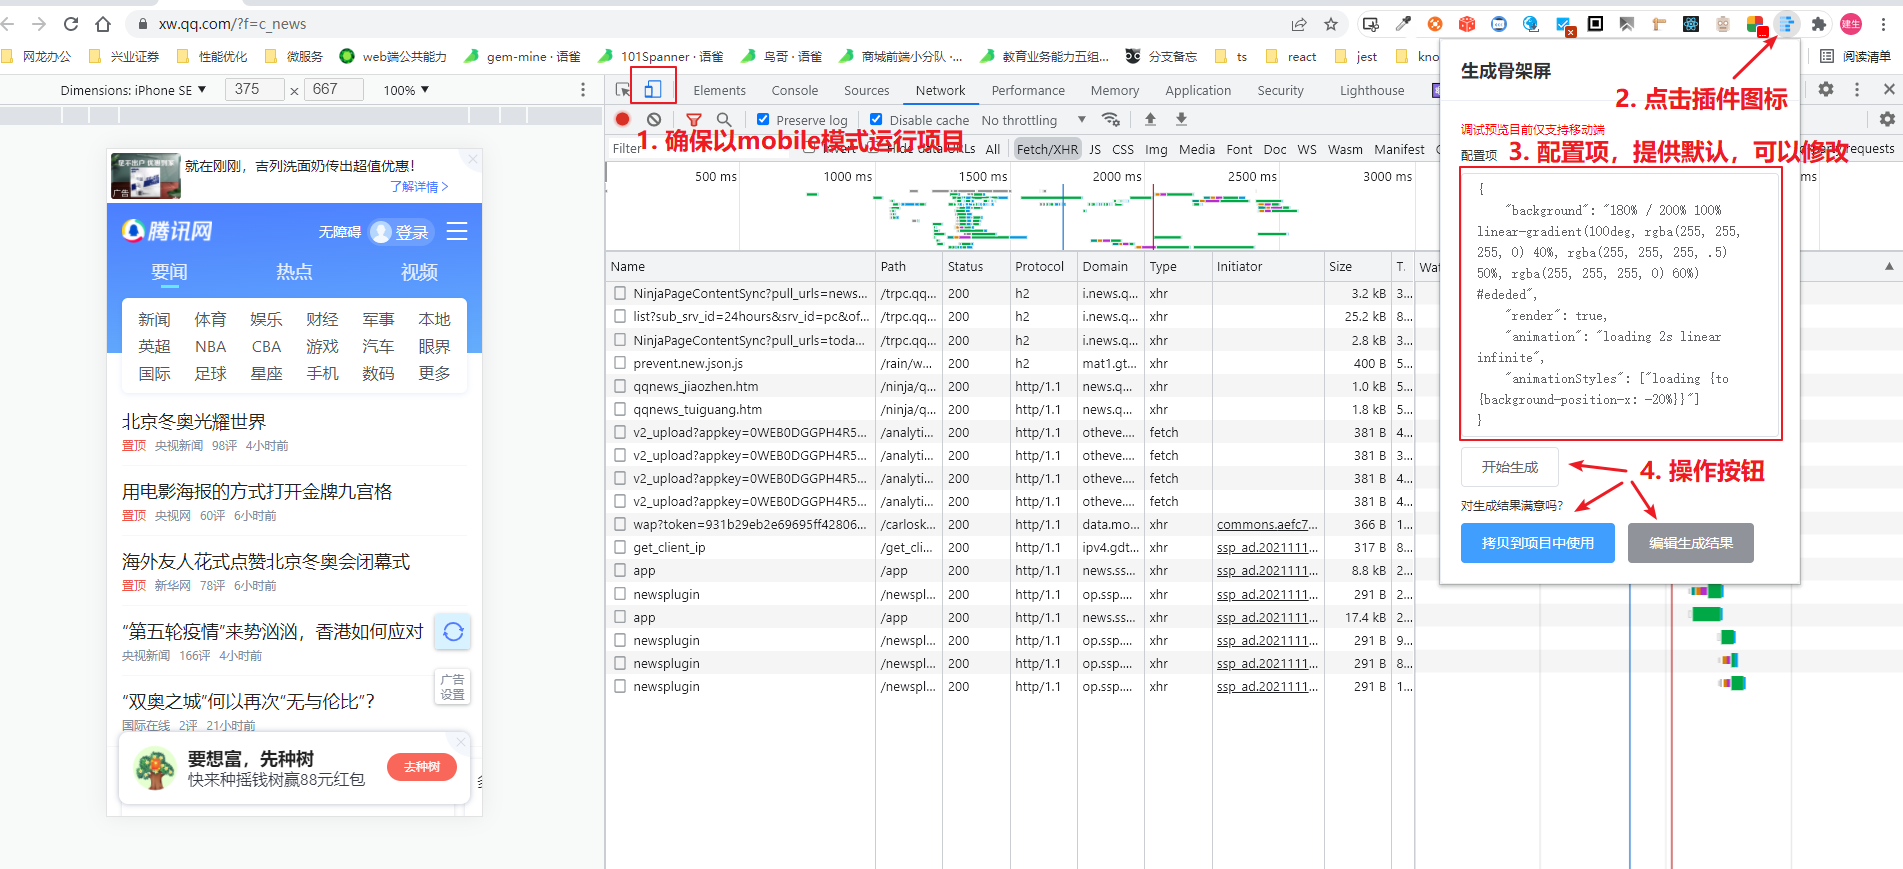 xw.qq.com/?f=c_news
网龙办公 兴业证券 性能优化 微服务 web端公共能力 gem-mine · 语雀 101Spanner · 语雀 鸟哥 · 语雀 商城前端小分队 ·... 教育业务能力五组... 分支备忘 ts react jest kno 阅读清单
建生
Dimensions: iPhone SE ▼ 375 × 667 100% ▼
Elements Console Sources Network Performance Memory Application Security Lighthouse
Preserve log Disable cache No throttling ▼
1. 确保以mobile模式运行项目
Filter Invert Hide data URLs All Fetch/XHR JS CSS Img Media Font Doc WS Wasm Manifest requests
500 ms 1000 ms 1500 ms 2000 ms 2500 ms 3000 ms ms
Name Path Status Protocol Domain Type Initiator Size T. Wat
NinjaPageContentSync?pull_urls=news... /trpc.qq... 200 h2 i.news.q... xhr 3.2 kB 3...
list?sub_srv_id=24hours&srv_id=pc&of... /trpc.qq... 200 h2 i.news.q... xhr 25.2 kB 8...
NinjaPageContentSync?pull_urls=toda... /trpc.qq... 200 h2 i.news.q... xhr 2.8 kB 3...
prevent.new.json.js /rain/w... 200 h2 mat1.gt... xhr 400 B 5...
qqnews_jiaozhen.htm /ninja/q... 200 http/1.1 news.q... xhr 1.0 kB 5...
qqnews_tuiguang.htm /ninja/q... 200 http/1.1 news.q... xhr 1.8 kB 5...
v2_upload?appkey=0WEB0DGGPH4R5... /analyti... 200 http/1.1 otheve.... fetch 381 B 4...
v2_upload?appkey=0WEB0DGGPH4R5... /analyti... 200 http/1.1 otheve.... fetch 381 B 3...
v2_upload?appkey=0WEB0DGGPH4R5... /analyti... 200 http/1.1 otheve.... fetch 381 B 4...
v2_upload?appkey=0WEB0DGGPH4R5... /analyti... 200 http/1.1 otheve.... fetch 381 B 4...
wap?token=931b29eb2e69695ff42806... /carlosk... 200 http/1.1 data.mo... xhr commons.aefc7... 366 B 1...
get_client_ip /get_cli... 200 http/1.1 ipv4.gdt... xhr ssp_ad.2021111... 317 B 8...
app /app 200 http/1.1 news.ss... xhr ssp_ad.2021111... 8.8 kB 2...
newsplugin /newspl... 200 http/1.1 op.ssp.... xhr ssp_ad.2021111... 291 B 2...
app /app 200 http/1.1 news.ss... xhr ssp_ad.2021111... 17.4 kB 2...
newsplugin /newspl... 200 http/1.1 op.ssp.... xhr ssp_ad.2021111... 291 B 9...
newsplugin /newspl... 200 http/1.1 op.ssp.... xhr ssp_ad.2021111... 291 B 8...
newsplugin /newspl... 200 http/1.1 op.ssp.... xhr ssp_ad.2021111... 291 B 1...
就在刚刚，吉列洗面奶传出超值优惠！
广告
了解详情 >
腾讯网 无障碍 登录
要闻 热点 视频
新闻 体育 娱乐 财经 军事 本地
英超 NBA CBA 游戏 汽车 眼界
国际 足球 星座 手机 数码 更多
北京冬奥光耀世界
置顶 央视新闻 98评 4小时前
用电影海报的方式打开金牌九宫格
置顶 央视网 60评 6小时前
海外友人花式点赞北京冬奥会闭幕式
置顶 新华网 78评 6小时前
“第五轮疫情”来势汹汹，香港如何应对
央视新闻 166评 4小时前
广告
设置
“双奥之城”何以再次“无与伦比”？
国际在线 2评 21小时前
要想富，先种树
快来种摇钱树赢88元红包
去种树
生成骨架屏
2. 点击插件图标
调试预览目前仅支持移动端
配置项
3. 配置项，提供默认，可以修改
{
"background": "180% / 200% 100%
linear-gradient(100deg, rgba(255, 255,
255, 0) 40%, rgba(255, 255, 255, .5)
50%, rgba(255, 255, 255, 0) 60%)
#ededed",
"render": true,
"animation": "loading 2s linear
infinite",
"animationStyles": ["loading {to
{background-position-x: -20%}}"]
}
开始生成
4. 操作按钮
对生成结果满意吗？
拷贝到项目中使用 编辑生成结果